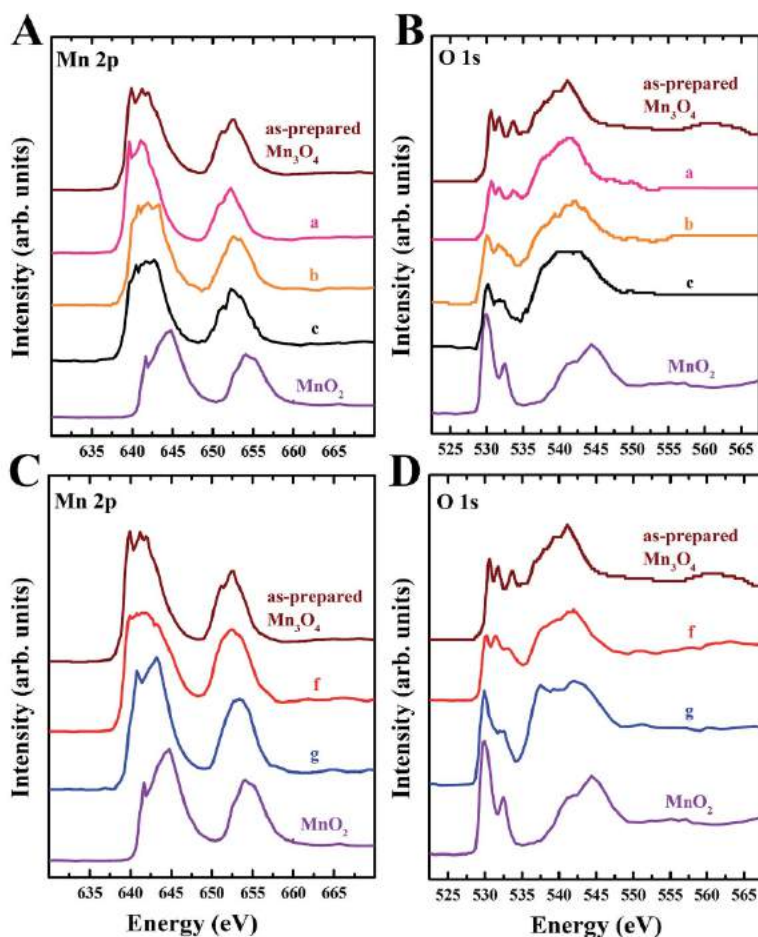 A
Mn 2p
as-prepared
Mn3O4
a
b
c
MnO2
Intensity (arb. units)
635 640 645 650 655 660 665
B
O 1s
as-prepared
Mn3O4
a
b
c
MnO2
Intensity (arb. units)
525 530 535 540 545 550 555 560 565
C
Mn 2p
as-prepared
Mn3O4
f
g
MnO2
Intensity (arb. units)
635 640 645 650 655 660 665
Energy (eV)
D
O 1s
as-prepared
Mn3O4
f
g
MnO2
Intensity (arb. units)
525 530 535 540 545 550 555 560 565
Energy (eV)